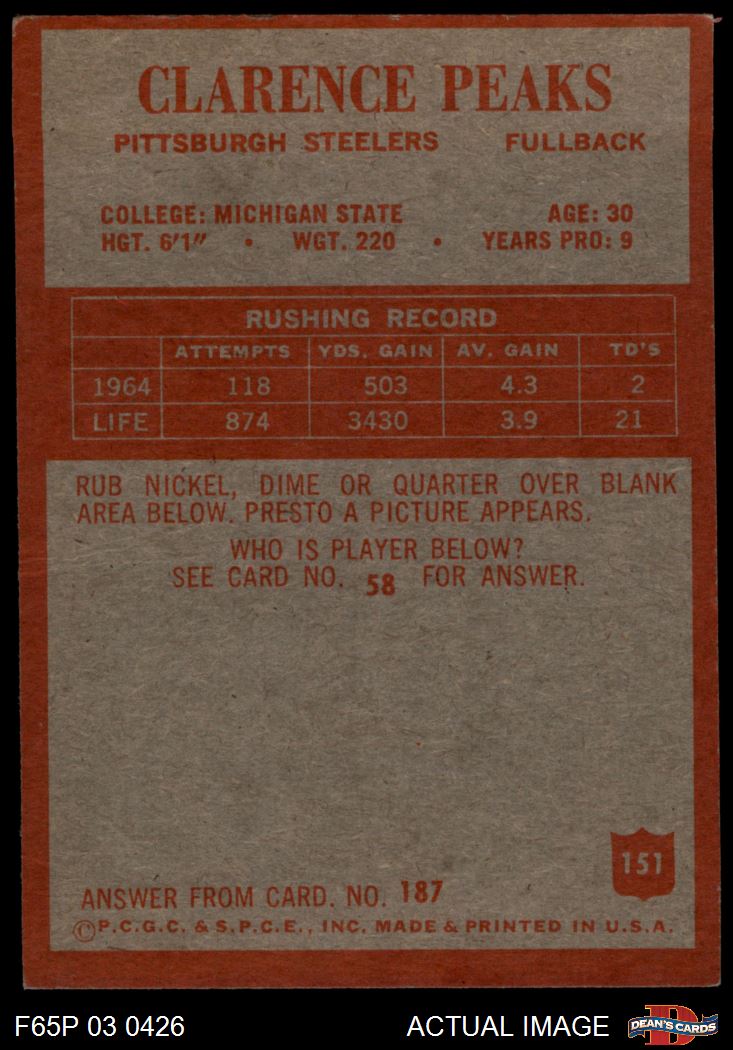 CLARENCE PEAKS
PITTSBURGH STEELERS FULLBACK
COLLEGE: MICHIGAN STATE AGE: 30
HGT. 6'1" • WGT. 220 • YEARS PRO: 9
RUSHING RECORD
ATTEMPTS YDS. GAIN AV. GAIN TD'S
1964 118 503 4.3 2
LIFE 874 3430 3.9 21
RUB NICKEL, DIME OR QUARTER OVER BLANK
AREA BELOW. PRESTO A PICTURE APPEARS.
WHO IS PLAYER BELOW?
SEE CARD NO. 58 FOR ANSWER.
151
ANSWER FROM CARD. NO. 187
©P.C.G.C. & S.P.C.E., INC. MADE & PRINTED IN U.S.A.
F65P 03 0426 ACTUAL IMAGE D DEAN'S CARDS